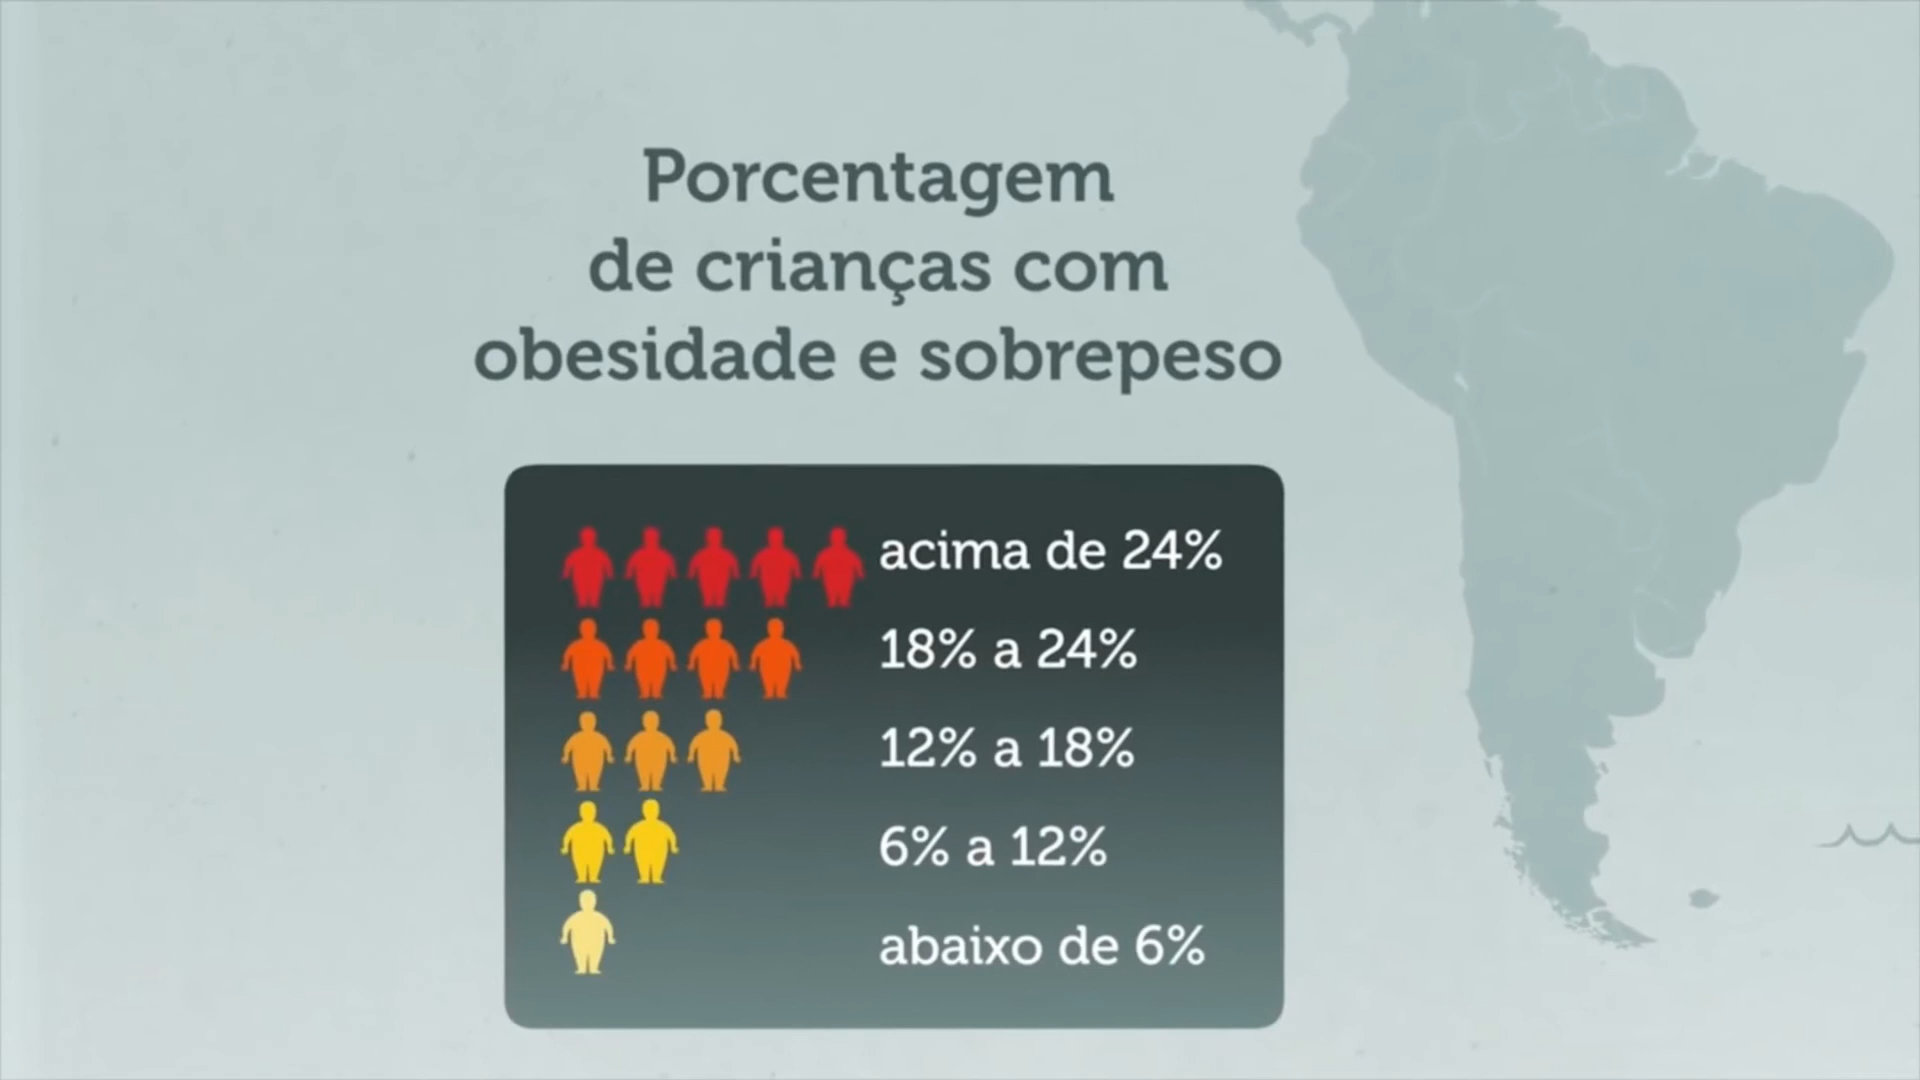 Porcentagem
de crianças com
obesidade e sobrepeso
acima de 24%
18% a 24%
12% a 18%
6% a 12%
abaixo de 6%